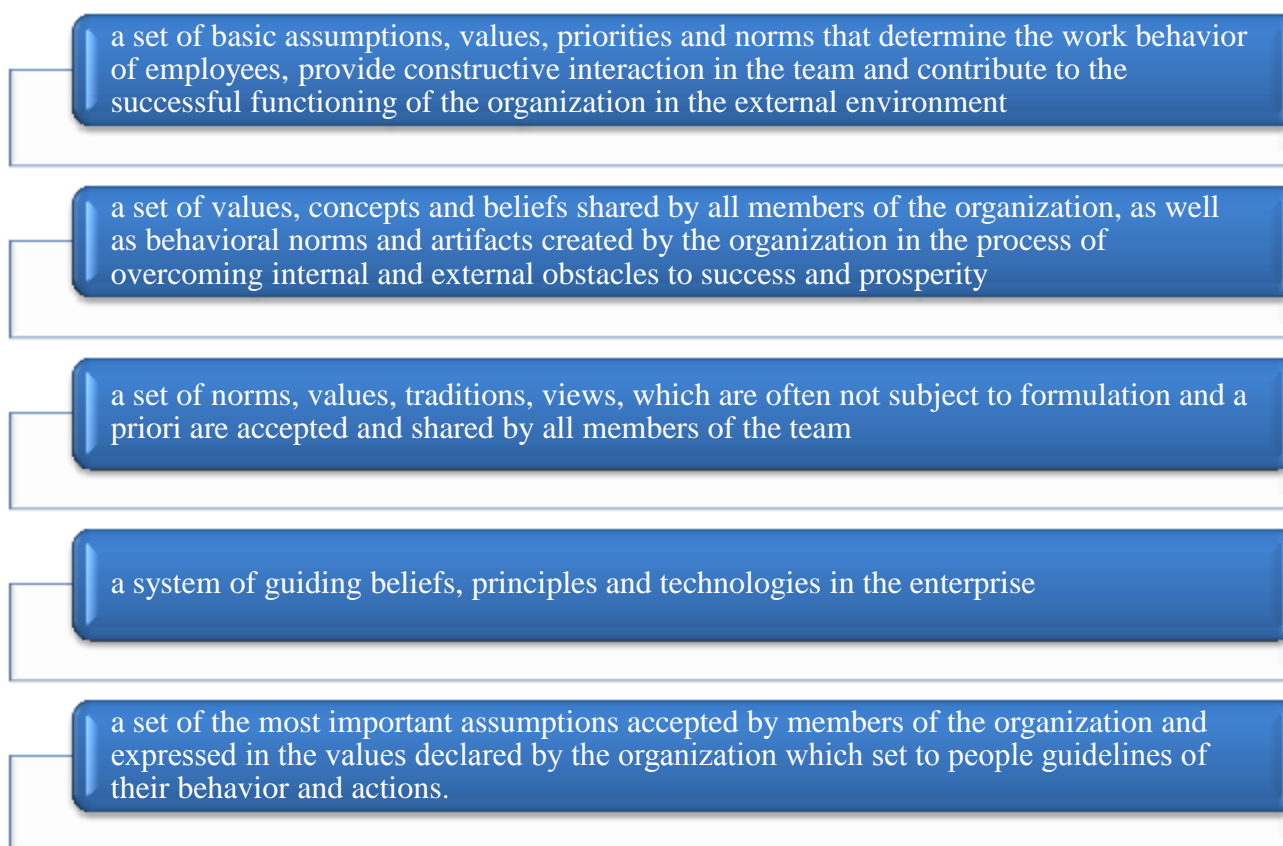 a set of basic assumptions, values, priorities and norms that determine the work behavior
of employees, provide constructive interaction in the team and contribute to the
successful functioning of the organization in the external environment
a set of values, concepts and beliefs shared by all members of the organization, as well
as behavioral norms and artifacts created by the organization in the process of
overcoming internal and external obstacles to success and prosperity
a set of norms, values, traditions, views, which are often not subject to formulation and a
priori are accepted and shared by all members of the team
a system of guiding beliefs, principles and technologies in the enterprise
a set of the most important assumptions accepted by members of the organization and
expressed in the values declared by the organization which set to people guidelines of
their behavior and actions.